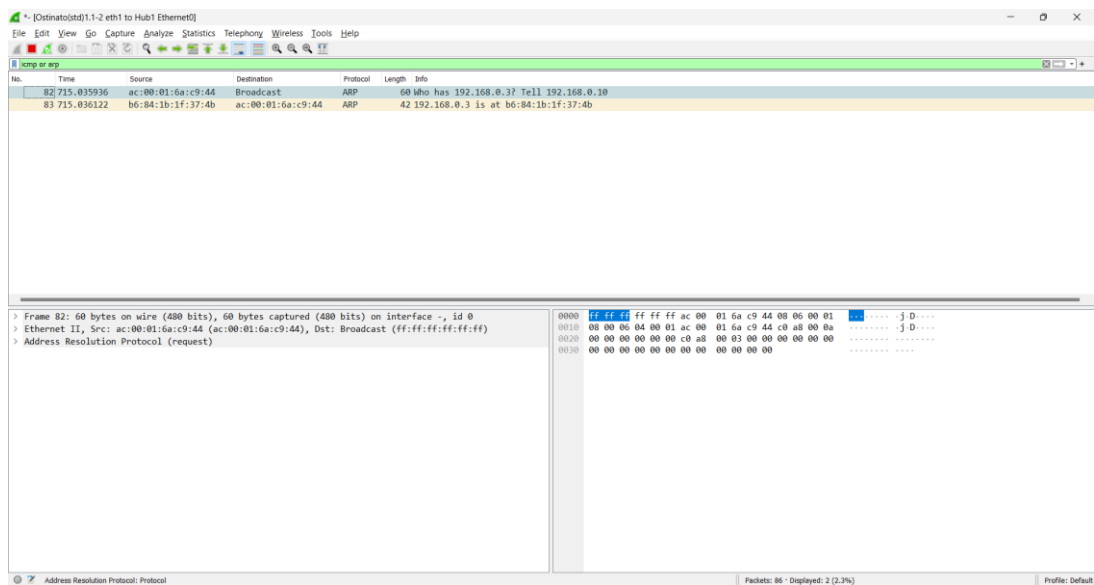 *- [Ostinato(std)1.1-2 eth1 to Hub1 Ethernet0]
File Edit View Go Capture Analyze Statistics Telephony Wireless Tools Help
icmp or arp
No. Time Source Destination Protocol Length Info
82 715.035936 ac:00:01:6a:c9:44 Broadcast ARP 60 Who has 192.168.0.3? Tell 192.168.0.10
83 715.036122 b6:84:1b:1f:37:4b ac:00:01:6a:c9:44 ARP 42 192.168.0.3 is at b6:84:1b:1f:37:4b
> Frame 82: 60 bytes on wire (480 bits), 60 bytes captured (480 bits) on interface -, id 0
> Ethernet II, Src: ac:00:01:6a:c9:44 (ac:00:01:6a:c9:44), Dst: Broadcast (ff:ff:ff:ff:ff:ff)
> Address Resolution Protocol (request)
0000 ff ff ff ff ff ff ac 00 01 6a c9 44 08 06 00 01 ········ ·j·D····
0010 08 00 06 04 00 01 ac 00 01 6a c9 44 c0 a8 00 0a ········ ·j·D····
0020 00 00 00 00 00 00 c0 a8 00 03 00 00 00 00 00 00 ········ ········
0030 00 00 00 00 00 00 00 00 00 00 00 00 ········ ····
Address Resolution Protocol: Protocol
Packets: 86 · Displayed: 2 (2.3%)
Profile: Default